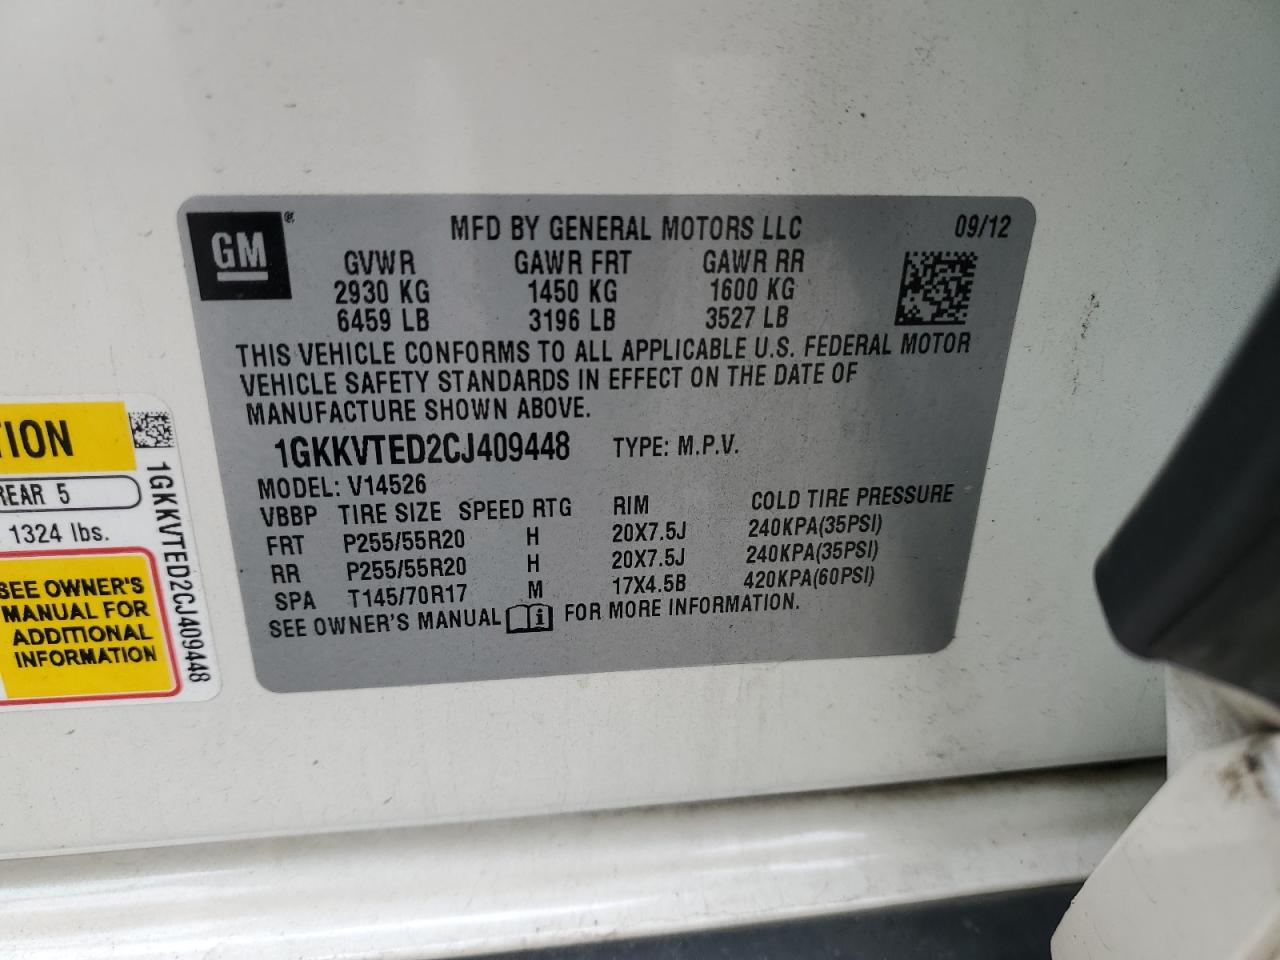 GM ®
MFD BY GENERAL MOTORS LLC 09/12
GVWR GAWR FRT GAWR RR
2930 KG 1450 KG 1600 KG
6459 LB 3196 LB 3527 LB
THIS VEHICLE CONFORMS TO ALL APPLICABLE U.S. FEDERAL MOTOR
VEHICLE SAFETY STANDARDS IN EFFECT ON THE DATE OF
MANUFACTURE SHOWN ABOVE.
1GKKVTED2CJ409448 TYPE: M.P.V.
MODEL: V14526
VBBP TIRE SIZE SPEED RTG RIM COLD TIRE PRESSURE
FRT P255/55R20 H 20X7.5J 240KPA(35PSI)
RR P255/55R20 H 20X7.5J 240KPA(35PSI)
SPA T145/70R17 M 17X4.5B 420KPA(60PSI)
SEE OWNER'S MANUAL i FOR MORE INFORMATION.
TION
REAR 5
1324 lbs.
SEE OWNER'S
MANUAL FOR
ADDITIONAL
INFORMATION
1GKKVTED2CJ409448